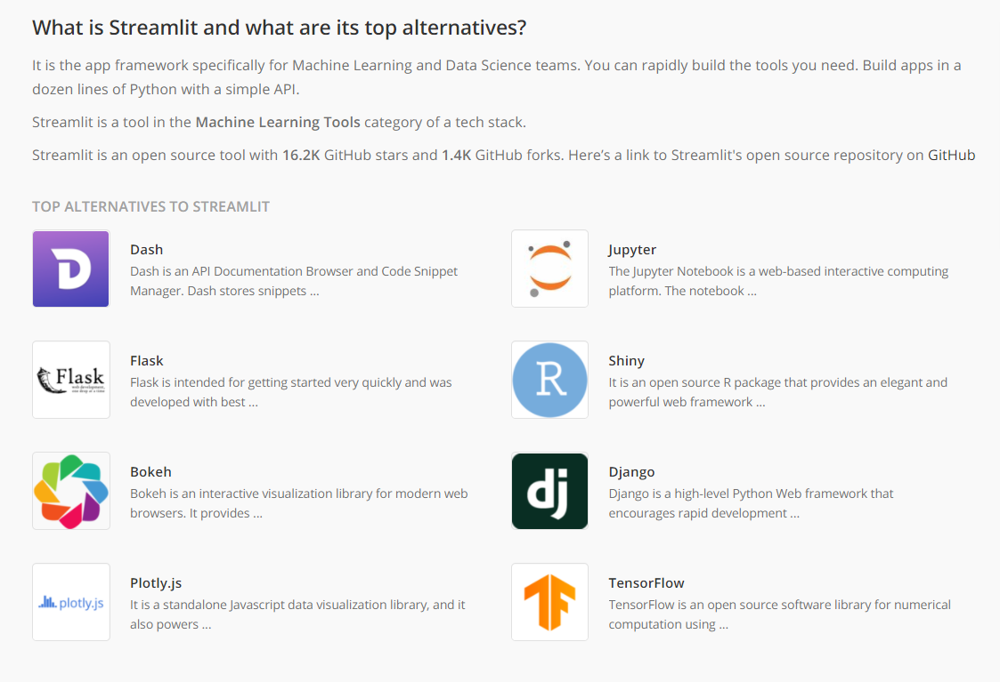 What is Streamlit and what are its top alternatives?
It is the app framework specifically for Machine Learning and Data Science teams. You can rapidly build the tools you need. Build apps in a
dozen lines of Python with a simple API.
Streamlit is a tool in the Machine Learning Tools category of a tech stack.
Streamlit is an open source tool with 16.2K GitHub stars and 1.4K GitHub forks. Here’s a link to Streamlit's open source repository on GitHub
TOP ALTERNATIVES TO STREAMLIT
D
Dash
Dash is an API Documentation Browser and Code Snippet
Manager. Dash stores snippets ...
Jupyter
The Jupyter Notebook is a web-based interactive computing
platform. The notebook ...
Flask
web development,
one drop at a time
Flask
Flask is intended for getting started very quickly and was
developed with best ...
R
Shiny
It is an open source R package that provides an elegant and
powerful web framework ...
Bokeh
Bokeh is an interactive visualization library for modern web
browsers. It provides ...
dj
Django
Django is a high-level Python Web framework that
encourages rapid development ...
plotly.js
Plotly.js
It is a standalone Javascript data visualization library, and it
also powers ...
TF
TensorFlow
TensorFlow is an open source software library for numerical
computation using ...